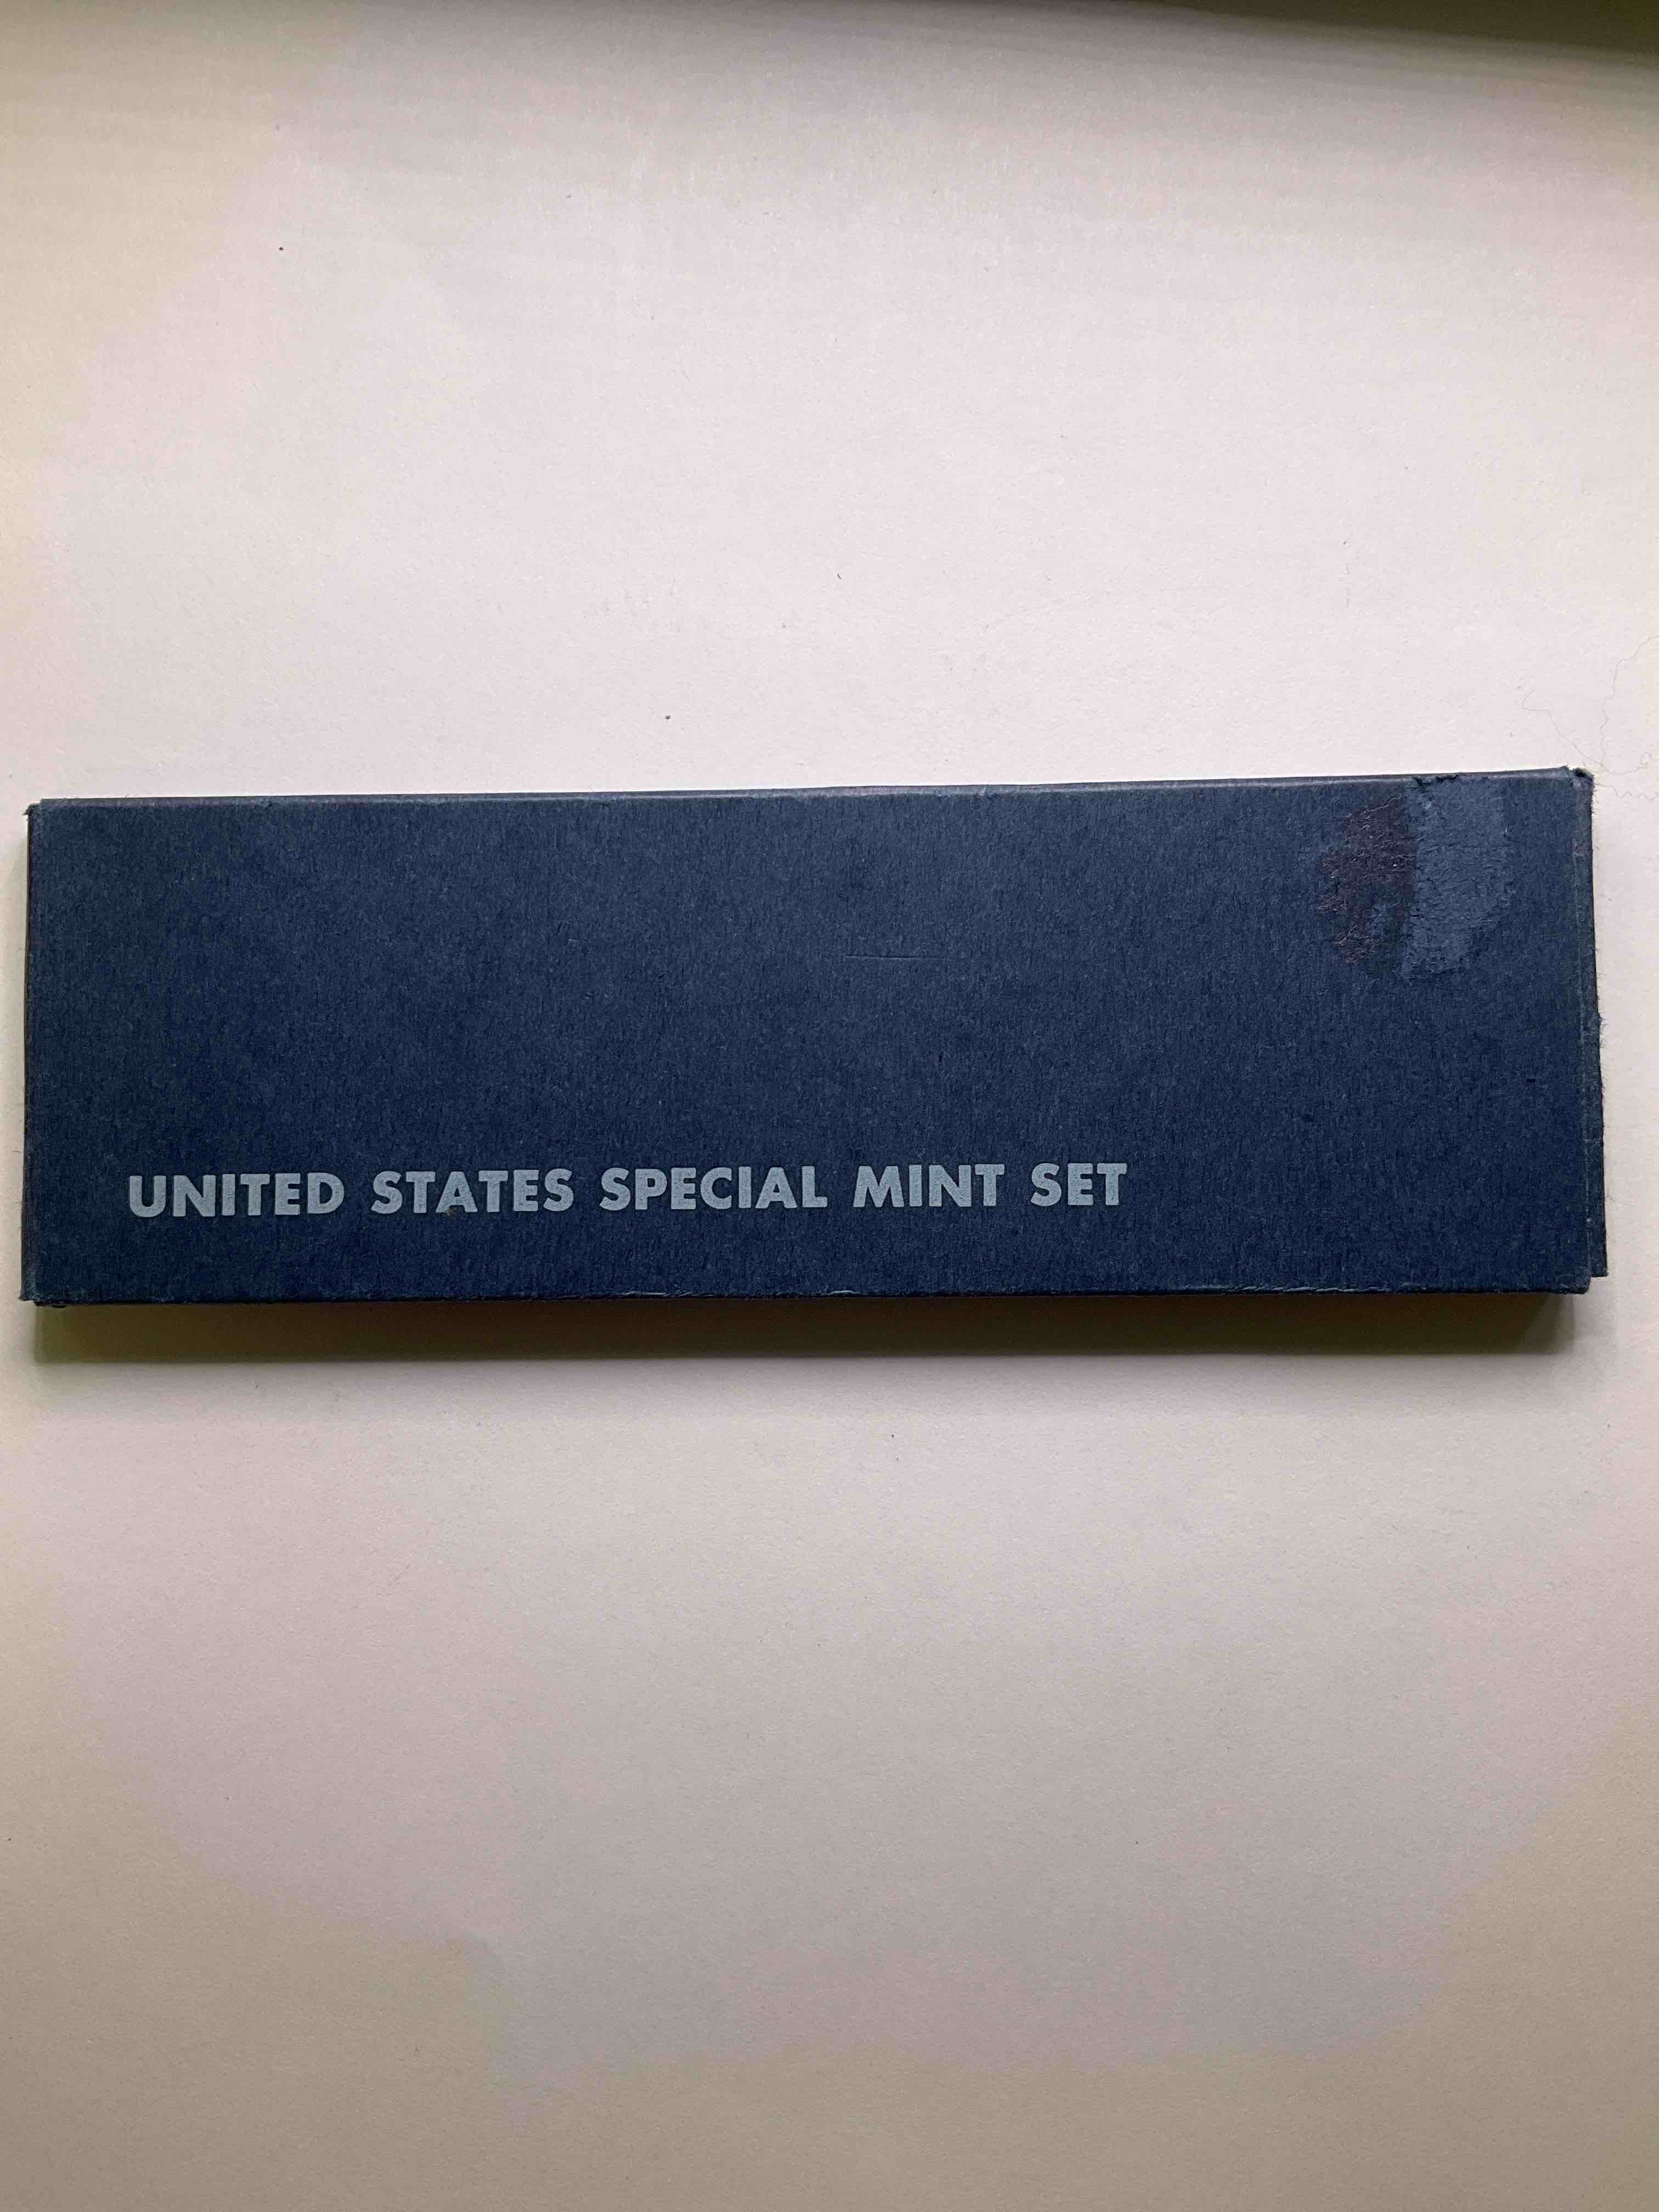 UNITED STATES SPECIAL MINT SET